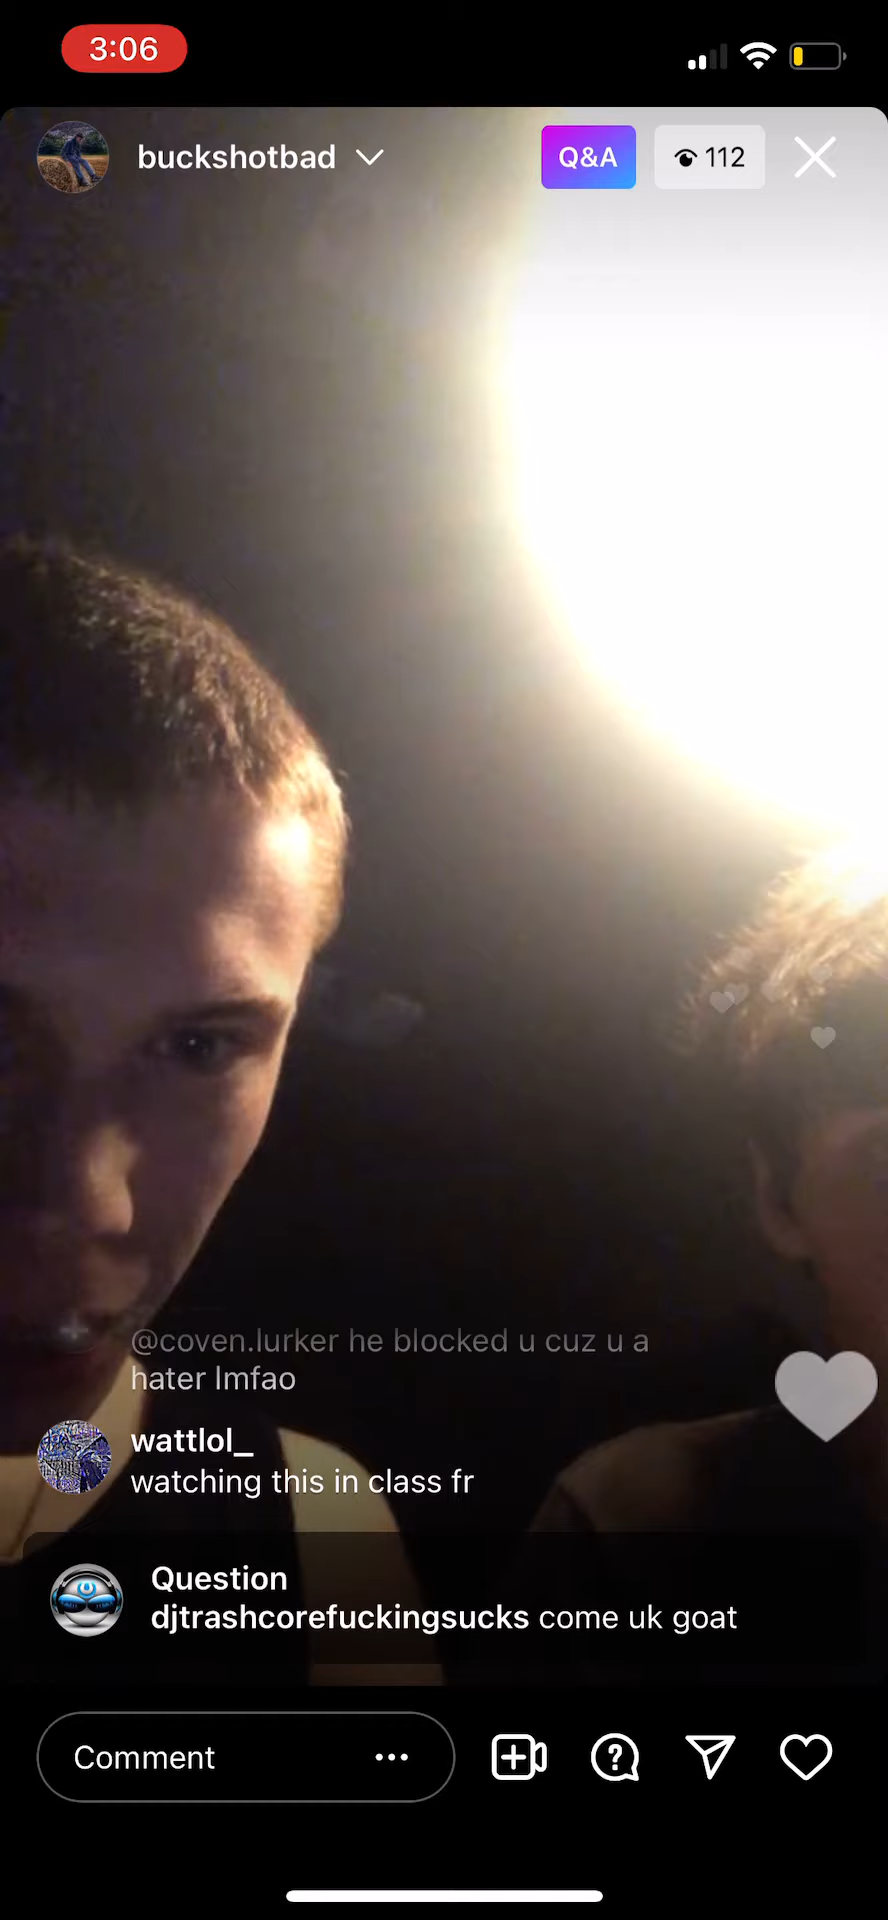 3:06
buckshotbad
Q&A
112
@coven.lurker he blocked u cuz u a
hater lmfao
wattlol_
watching this in class fr
Question
djtrashcorefuckingsucks come uk goat
Comment